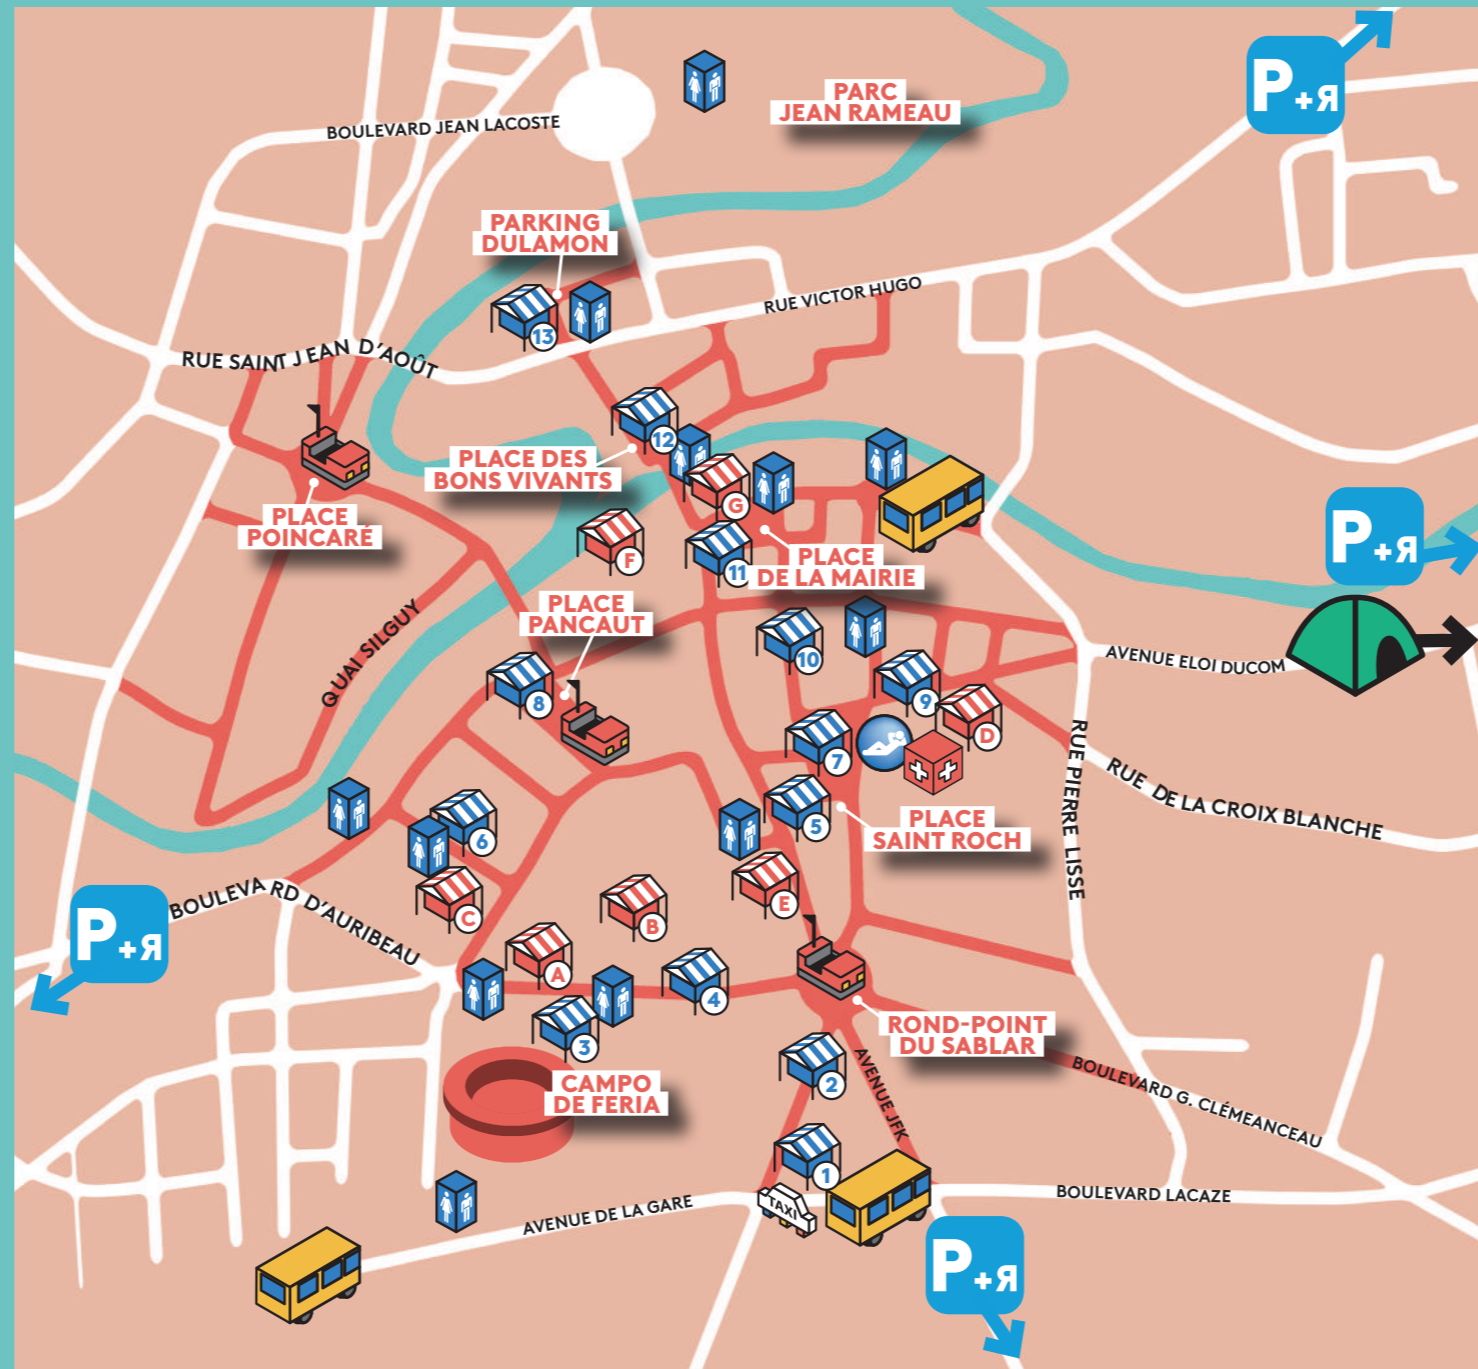 P+R
PARC
JEAN RAMEAU
BOULEVARD JEAN LACOSTE
PARKING
DULAMON
RUE VICTOR HUGO
13
RUE SAINT JEAN D'AOÛT
12
PLACE DES
BONS VIVANTS
G
PLACE
POINCARÉ
F
11
PLACE
DE LA MAIRIE
P+R
PLACE
PANCAUT
QUAI SILGUY
10
AVENUE ELOI DUCOM
8
9
D
7
RUE PIERRE LISSE
RUE DE LA CROIX BLANCHE
5
PLACE
SAINT ROCH
6
C
E
B
BOULEVARD D'AURIBEAU
P+R
A
4
3
ROND-POINT
DU SABLAR
2
AVENUE JFK
BOULEVARD G. CLÉMEANCEAU
CAMPO
DE FERIA
1
TAXI
AVENUE DE LA GARE
BOULEVARD LACAZE
P+R